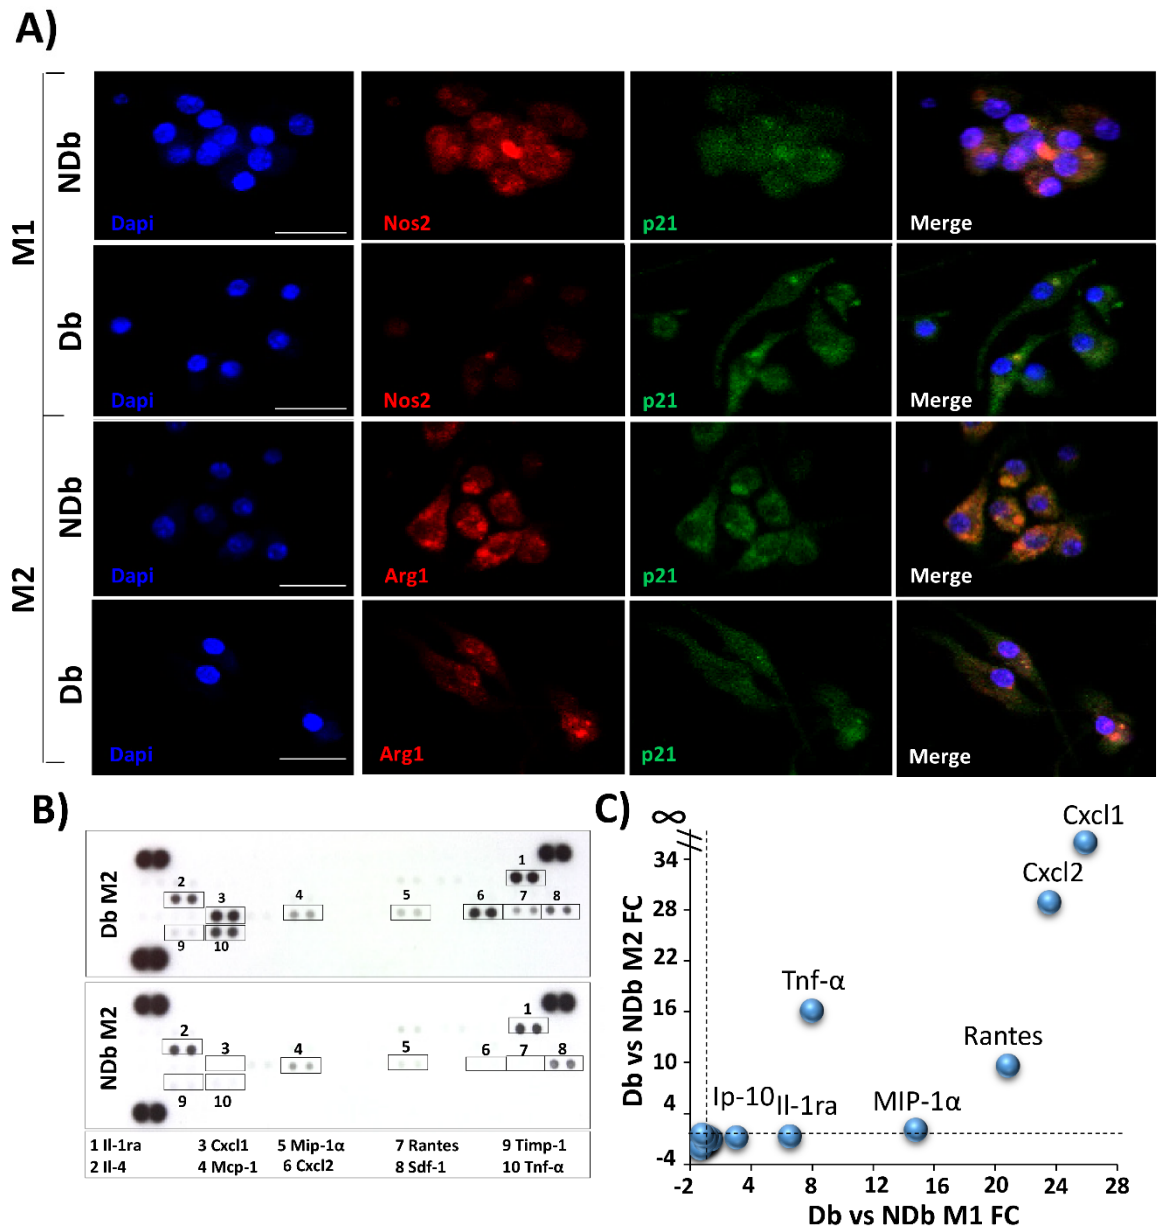 A)
M1
NDb
Dapi
Nos2
p21
Merge
Db
Dapi
Nos2
p21
Merge
M2
NDb
Dapi
Arg1
p21
Merge
Db
Dapi
Arg1
p21
Merge
B)
Db M2
1
2
3
4
5
6
7
8
9
10
NDb M2
1
2
3
4
5
6
7
8
9
10
1 Il-1ra
3 Cxcl1
5 Mip-1α
7 Rantes
9 Timp-1
2 Il-4
4 Mcp-1
6 Cxcl2
8 Sdf-1
10 Tnf-α
C)
Db vs NDb M2 FC
∞
34
28
22
16
10
4
-4
Cxcl1
Cxcl2
Tnf-α
Rantes
Ip-10
Il-1ra
MIP-1α
-2
4
8
12
16
20
24
28
Db vs NDb M1 FC